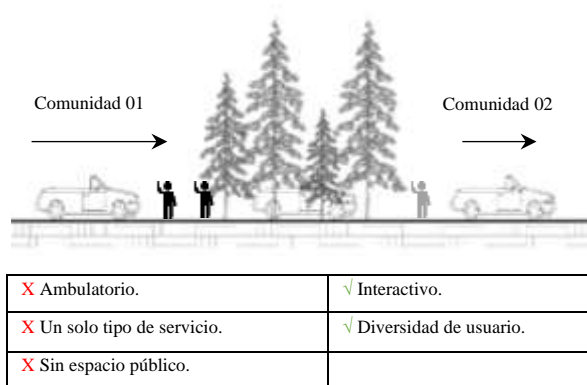 Comunidad 01
Comunidad 02
X Ambulatorio.
√ Interactivo.
X Un solo tipo de servicio.
√ Diversidad de usuario.
X Sin espacio público.